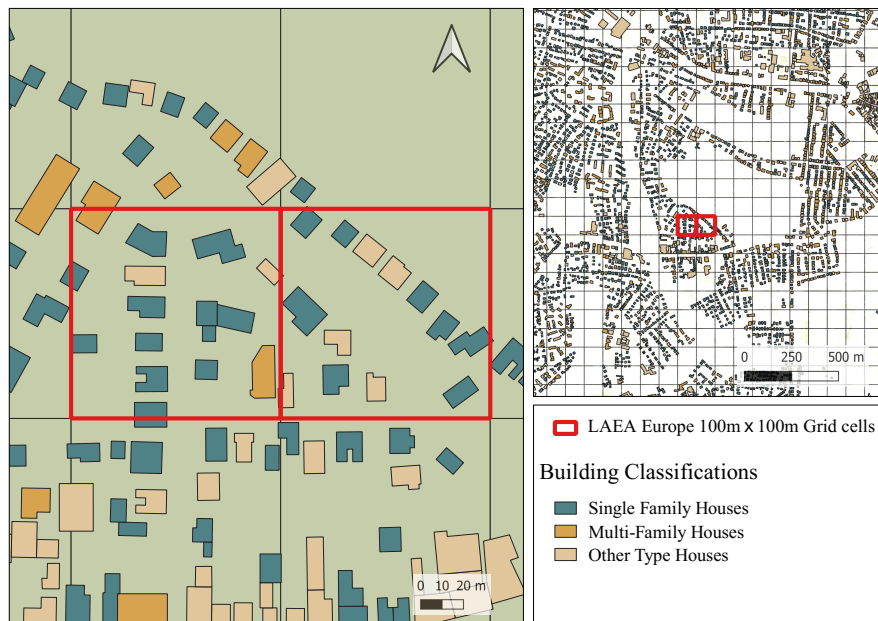 0 250 500 m
LAEA Europe 100m x 100m Grid cells
Building Classifications
Single Family Houses
Multi-Family Houses
Other Type Houses
0 10 20 m